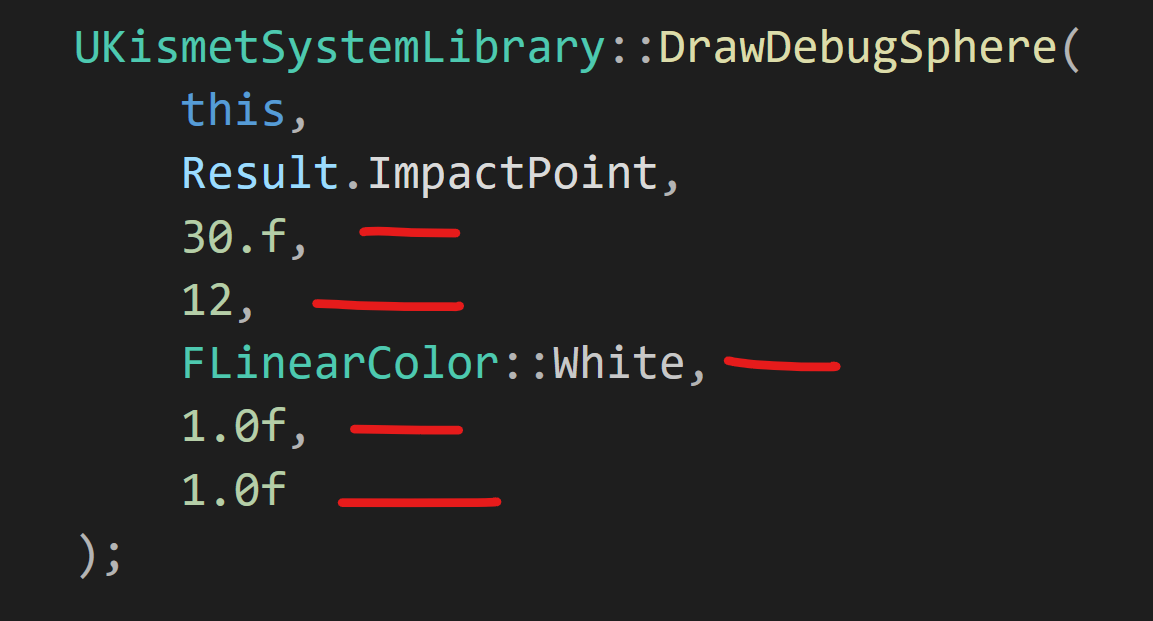 UKismetSystemLibrary::DrawDebugSphere(
this,
Result.ImpactPoint,
30.f,
12,
FLinearColor::White,
1.0f,
1.0f
);